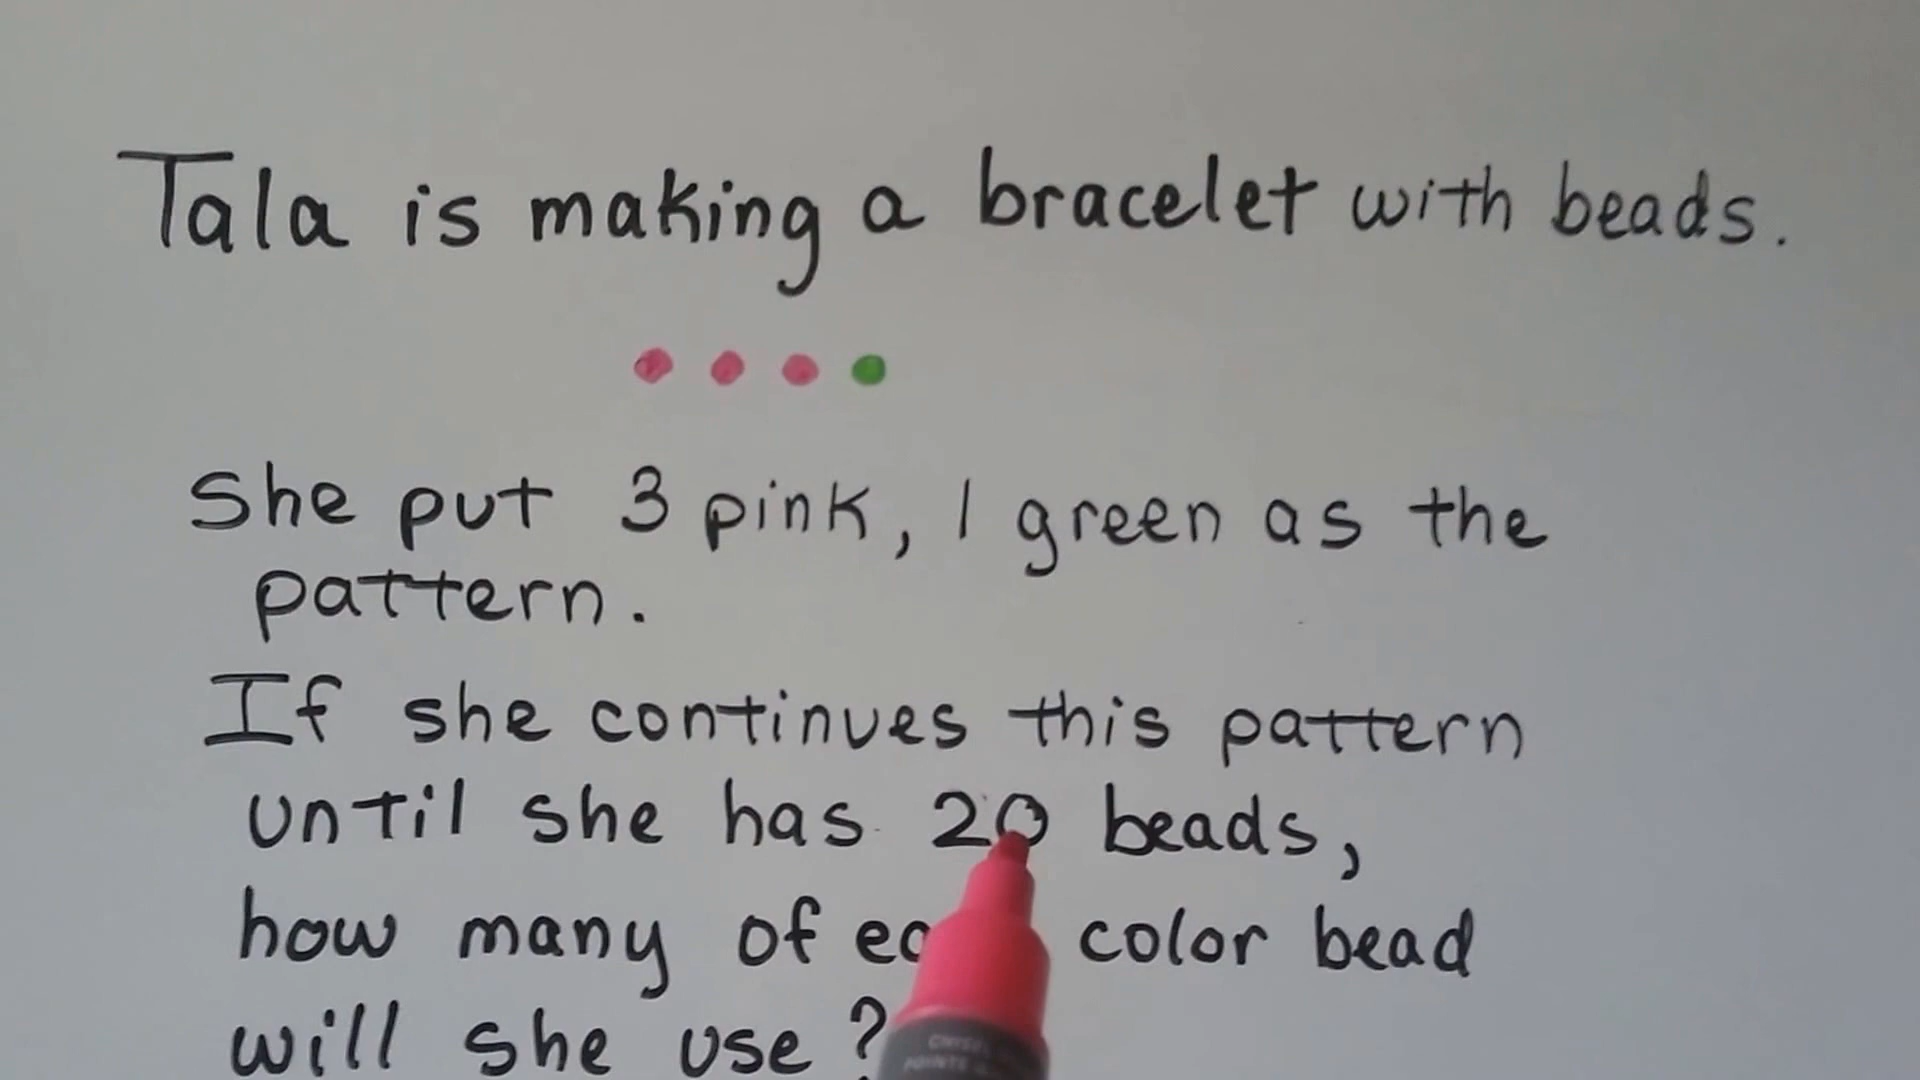 Tala is making a bracelet with beads.
She put 3 pink, 1 green as the
pattern.
If she continues this pattern
until she has 20 beads,
how many of color bead
will she use?